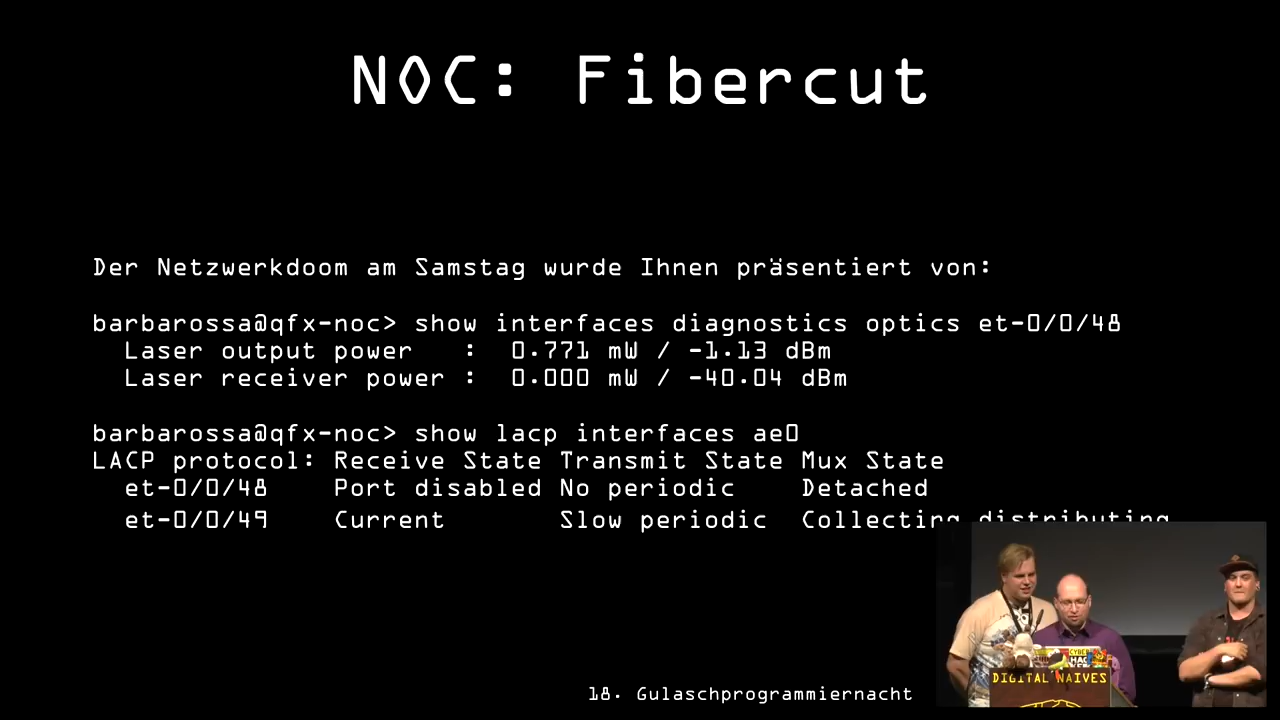 NOC: Fibercut
Der Netzwerkdoom am Samstag wurde Ihnen präsentiert von:
barbarossa@qfx-noc> show interfaces diagnostics optics et-0/0/48
Laser output power : 0.771 mW / -1.13 dBm
Laser receiver power : 0.000 mW / -40.04 dBm
barbarossa@qfx-noc> show lacp interfaces ae0
LACP protocol: Receive State Transmit State Mux State
et-0/0/48 Port disabled No periodic Detached
et-0/0/49 Current Slow periodic Collecting distributing
CYBER
DIGITAL NAIVES
18. Gulaschprogrammiernacht